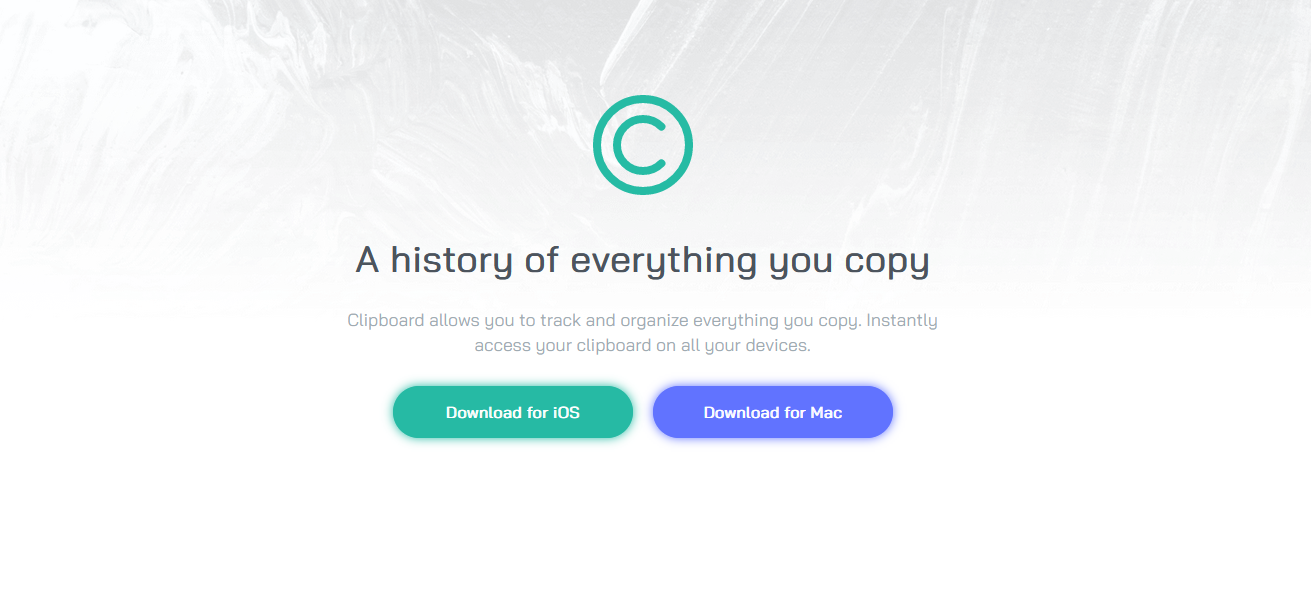 A history of everything you copy
Clipboard allows you to track and organize everything you copy. Instantly
access your clipboard on all your devices.
Download for iOS
Download for Mac